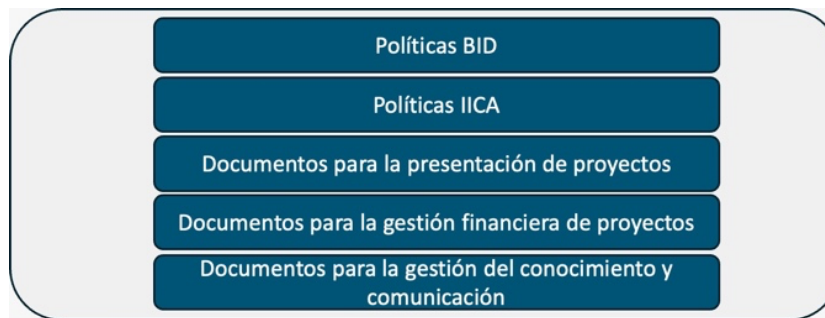 Políticas BID
Políticas IICA
Documentos para la presentación de proyectos
Documentos para la gestión financiera de proyectos
Documentos para la gestión del conocimiento y
comunicación